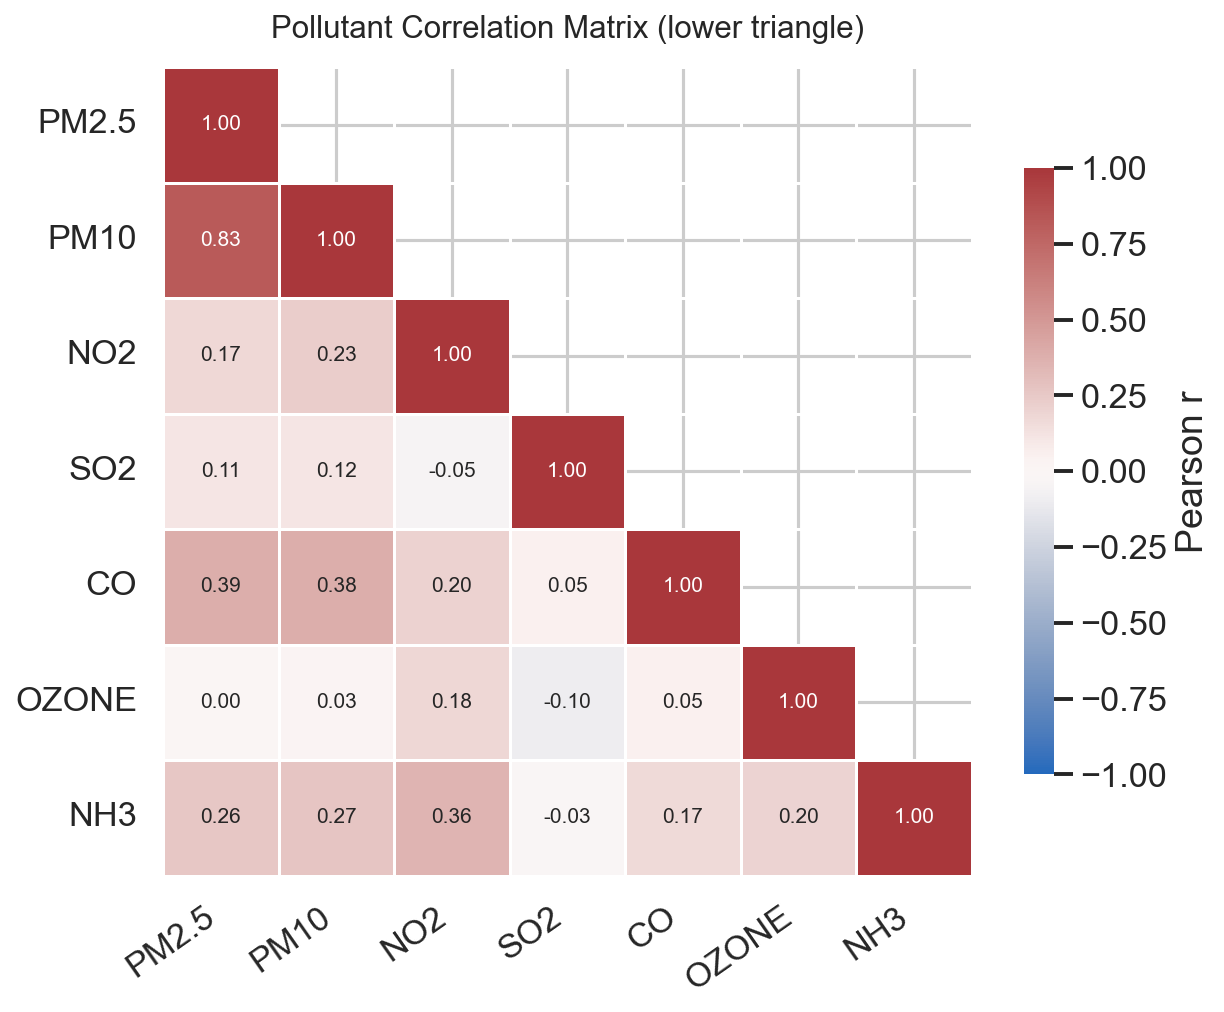 Pollutant Correlation Matrix (lower triangle)
PM2.5
1.00
PM10
0.83
1.00
NO2
0.17
0.23
1.00
SO2
0.11
0.12
-0.05
1.00
CO
0.39
0.38
0.20
0.05
1.00
OZONE
0.00
0.03
0.18
-0.10
0.05
1.00
NH3
0.26
0.27
0.36
-0.03
0.17
0.20
1.00
PM2.5
PM10
NO2
SO2
CO
OZONE
NH3
1.00
0.75
0.50
0.25
0.00
−0.25
−0.50
−0.75
−1.00
Pearson r